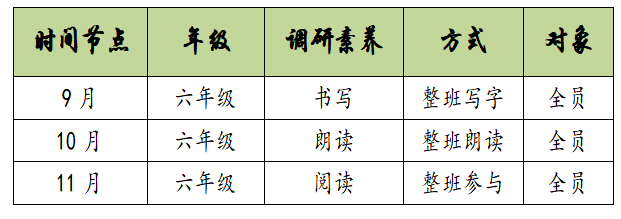 时间节点 年级 调研素养 方式 对象
9月 六年级 书写 整班写字 全员
10月 六年级 朗读 整班朗读 全员
11月 六年级 阅读 整班参与 全员